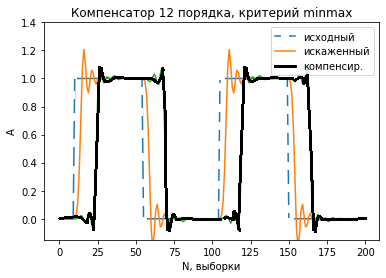 Компенсатор 12 порядка, критерий minmax
исходный
искаженный
компенсир.
A
1.4
1.2
1.0
0.8
0.6
0.4
0.2
0.0
0 25 50 75 100 125 150 175 200
N, выборки